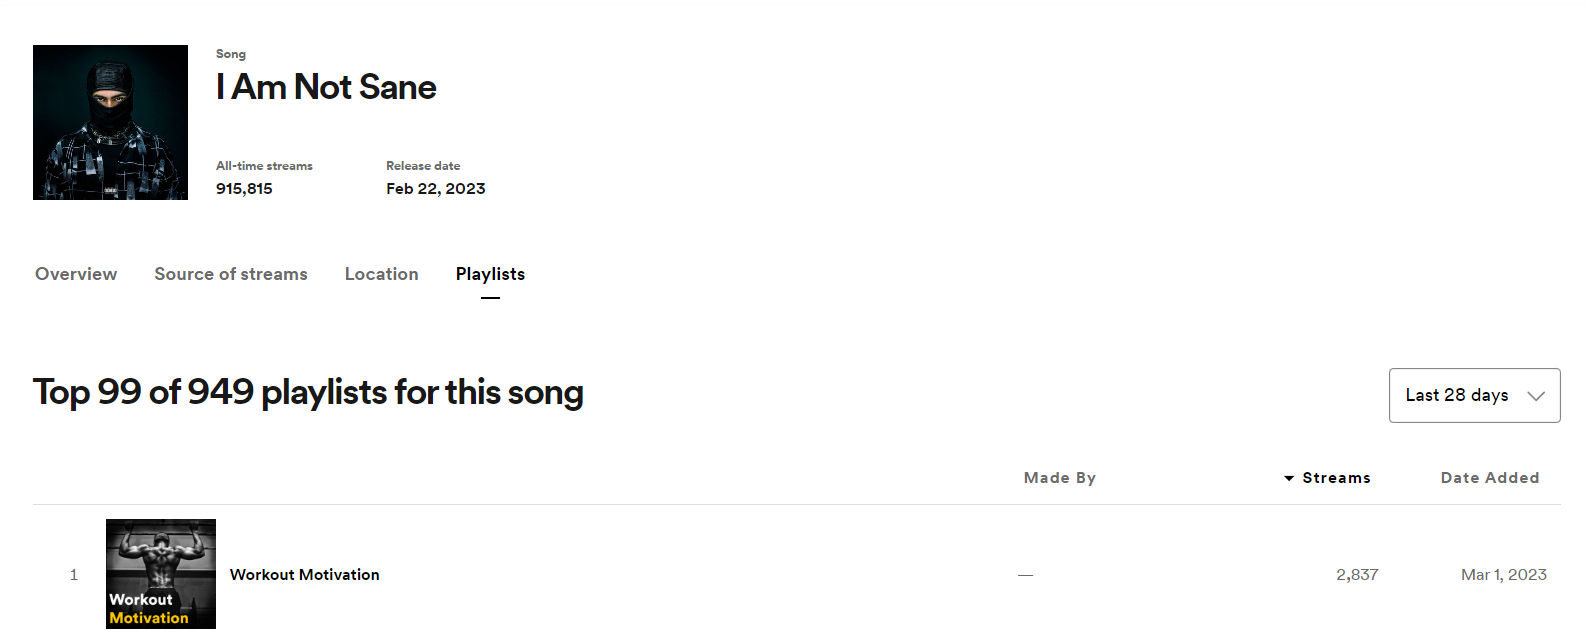 Song
I Am Not Sane
All-time streams
Release date
915,815
Feb 22, 2023
Overview
Source of streams
Location
Playlists
Top 99 of 949 playlists for this song
Last 28 days
Made By
Streams
Date Added
1
Workout
Motivation
Workout Motivation
—
2,837
Mar 1, 2023